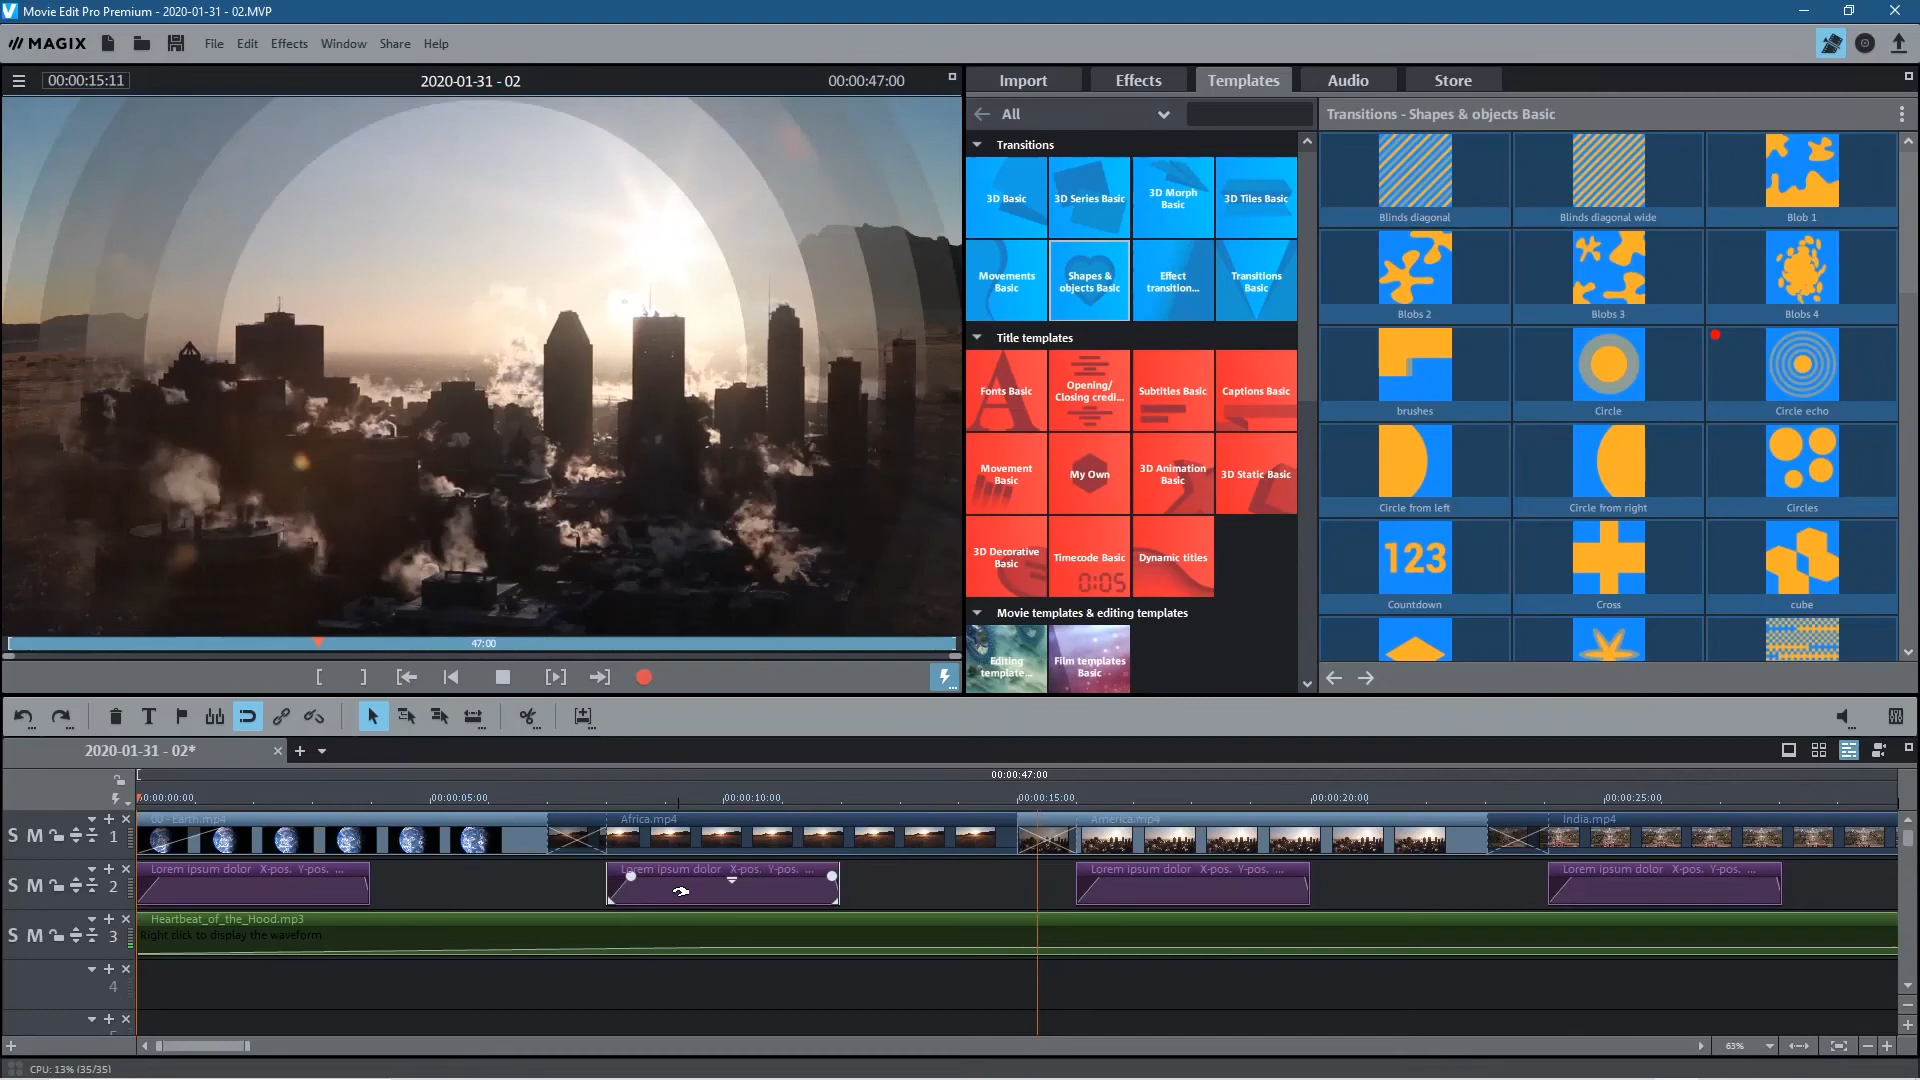 Movie Edit Pro Premium - 2020-01-31 - 02.MVP
MAGIX
File Edit Effects Window Share Help
00:00:15:11
2020-01-31 - 02
00:00:47:00
47:00
Import
Effects
Templates
Audio
Store
All
Transitions - Shapes & objects Basic
Transitions
3D Basic
3D Series Basic
3D Morph
Basic
3D Tiles Basic
Movements
Basic
Shapes &
objects Basic
Effect
transition...
Transitions
Basic
Title templates
Fonts Basic
Opening/
Closing credi...
Subtitles Basic
Captions Basic
Movement
Basic
My Own
3D Animation
Basic
3D Static Basic
3D Decorative
Basic
Timecode Basic
0:05
Dynamic titles
Movie templates & editing templates
Editing
template...
Film templates
Basic
Blinds diagonal
Blinds diagonal wide
Blob 1
Blobs 2
Blobs 3
Blobs 4
brushes
Circle
Circle echo
Circle from left
Circle from right
Circles
123
Countdown
Cross
cube
2020-01-31 - 02*
00:00:47:00
00:00:00:00
00:00:05:00
00:00:10:00
00:00:15:00
00:00:20:00
00:00:25:00
S M 1
00 - Earth.mp4
Africa.mp4
America.mp4
India.mp4
S M 2
Lorem ipsum dolor X-pos. Y-pos. ...
Lorem ipsum dolor X-pos. Y-pos. ...
Lorem ipsum dolor X-pos. Y-pos. ...
Lorem ipsum dolor X-pos. Y-pos. ...
S M 3
Heartbeat_of_the_Hood.mp3
Right click to display the waveform
4
63%
CPU: 13% (35/35)